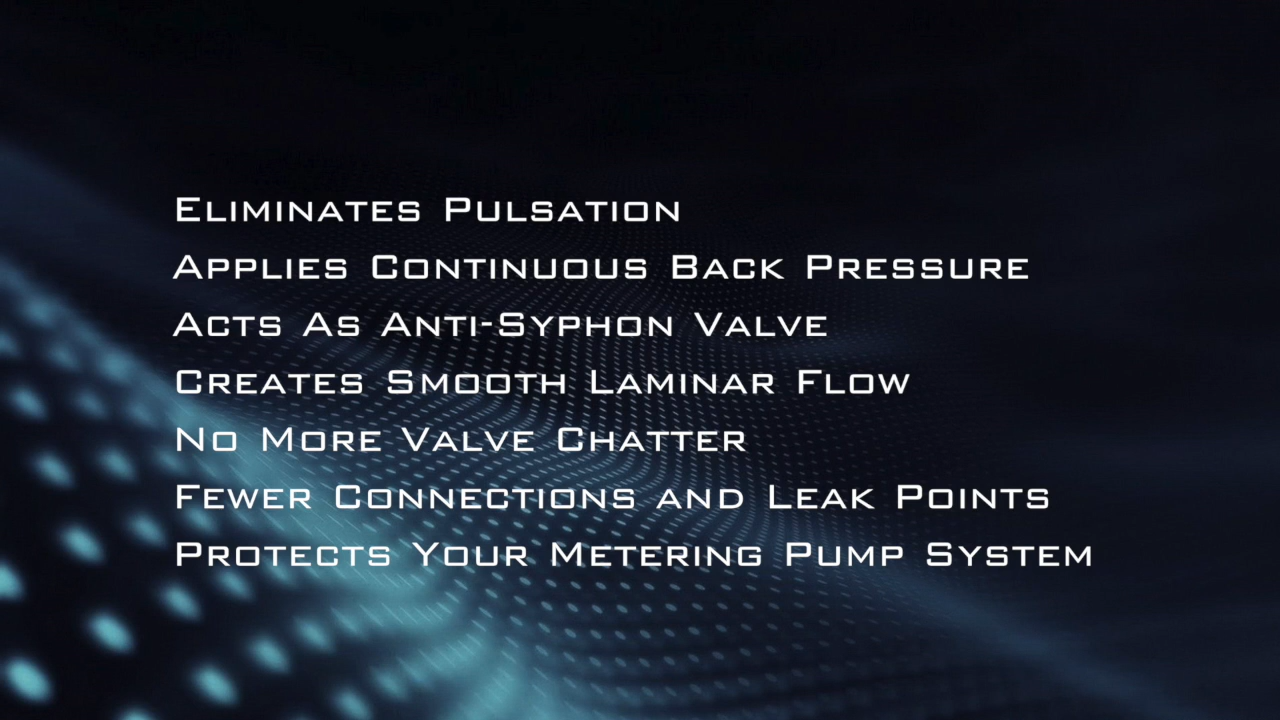 Eliminates Pulsation
Applies Continuous Back Pressure
Acts As Anti-Syphon Valve
Creates Smooth Laminar Flow
No More Valve Chatter
Fewer Connections and Leak Points
Protects Your Metering Pump System